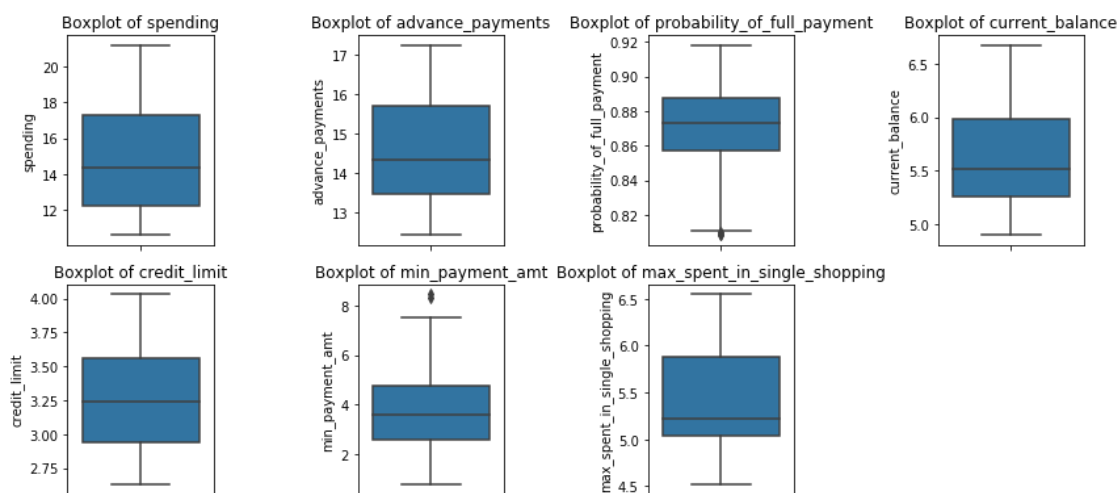 Boxplot of spending
20
18
16
14
12
spending
Boxplot of advance_payments
17
16
15
14
13
advance_payments
Boxplot of probability_of_full_payment
0.92
0.90
0.88
0.86
0.84
0.82
probability_of_full_payment
Boxplot of current_balance
6.5
6.0
5.5
5.0
current_balance
Boxplot of credit_limit
4.00
3.75
3.50
3.25
3.00
2.75
credit_limit
Boxplot of min_payment_amt
8
6
4
2
min_payment_amt
Boxplot of max_spent_in_single_shopping
6.5
6.0
5.5
5.0
4.5
max_spent_in_single_shopping